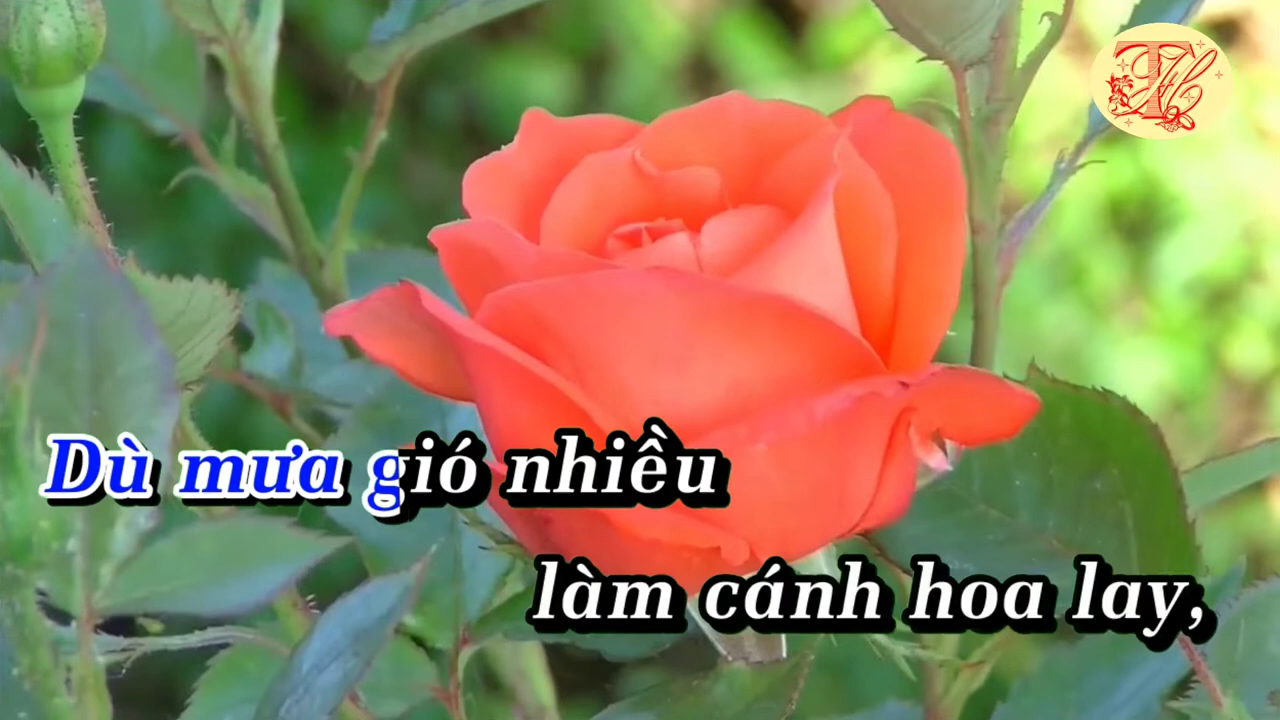 Dù mưa gió nhiều
làm cánh hoa lay,